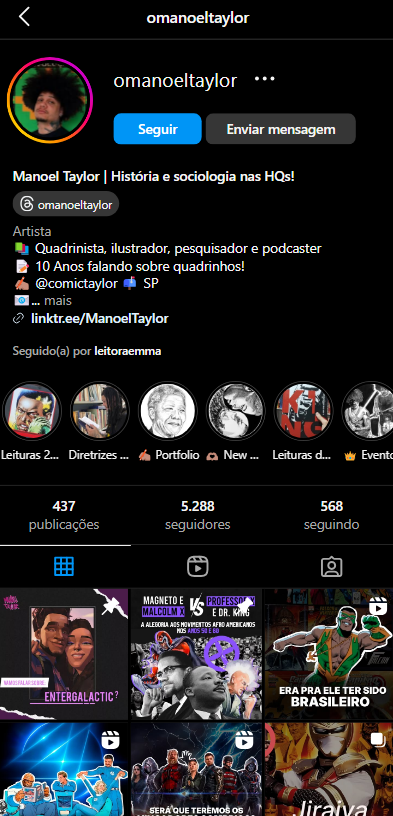 omanoeltaylor
omanoeltaylor ...
Seguir
Enviar mensagem
Manoel Taylor | História e sociologia nas HQs!
omanoeltaylor
Artista
Quadrinista, ilustrador, pesquisador e podcaster
10 Anos falando sobre quadrinhos!
@comictaylor SP
... mais
linktr.ee/ManoelTaylor
Seguido(a) por leitoraemma
Leituras 2... Diretrizes ... Portfolio New ... Leituras d... Evento
437 5.288 568
publicações seguidores seguindo
VAMOS FALAR SOBRE
ENTERGALACTIC?
MAGNETO E MALCOLM X
VS
PROFESSOR X E DR. KING
A ALEGORIA AOS MOVIMENTOS AFRO AMERICANOS
NOS ANOS 50 E 60
ERA PRA ELE TER SIDO
BRASILEIRO
SERÁ QUE TEREMOS OS
Jiraiya